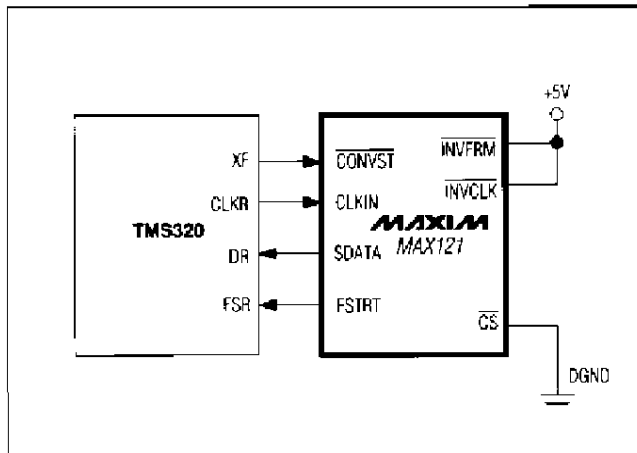 +5V
XF
CONVST
INVFRM
CLKR
CLKIN
INVCLK
TMS320
MAXIM
MAX121
DR
SDATA
FSR
FSTRT
CS
DGND